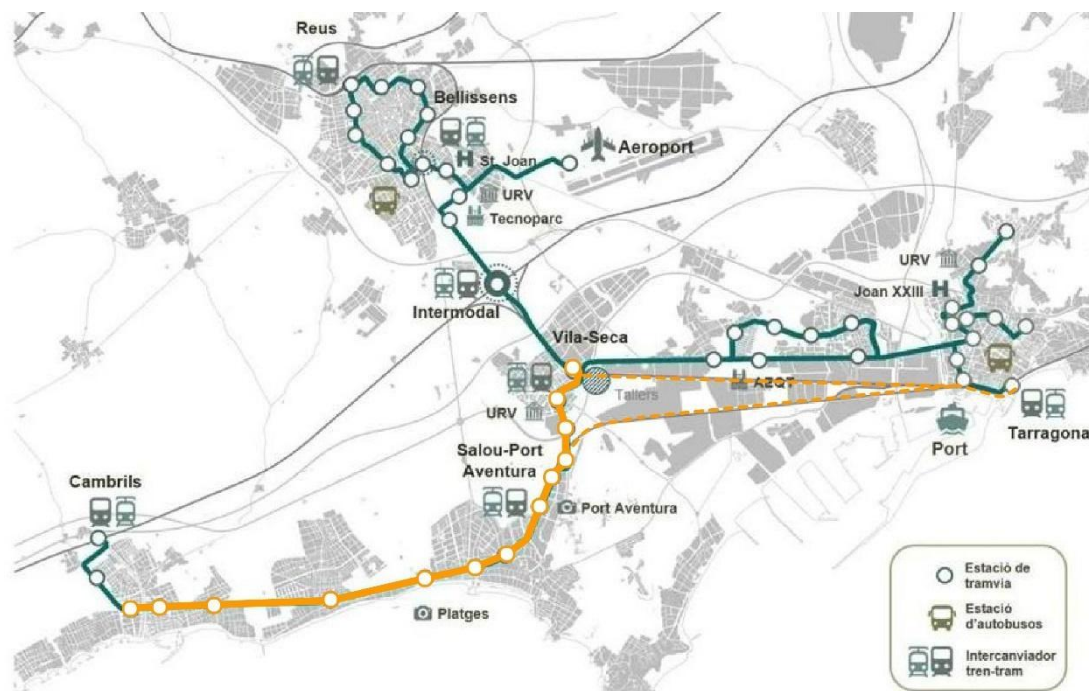 Reus
Bellissens
St. Joan
Aeroport
URV
Tecnoparc
URV
Joan XXIII
Intermodal
Vila-Seca
Tallers
URV
Salou-Port
Aventura
Port
Tarragona
Cambrils
Port Aventura
Platges
Estació de
tramvia
Estació
d'autobusos
Intercanviador
tren-tram